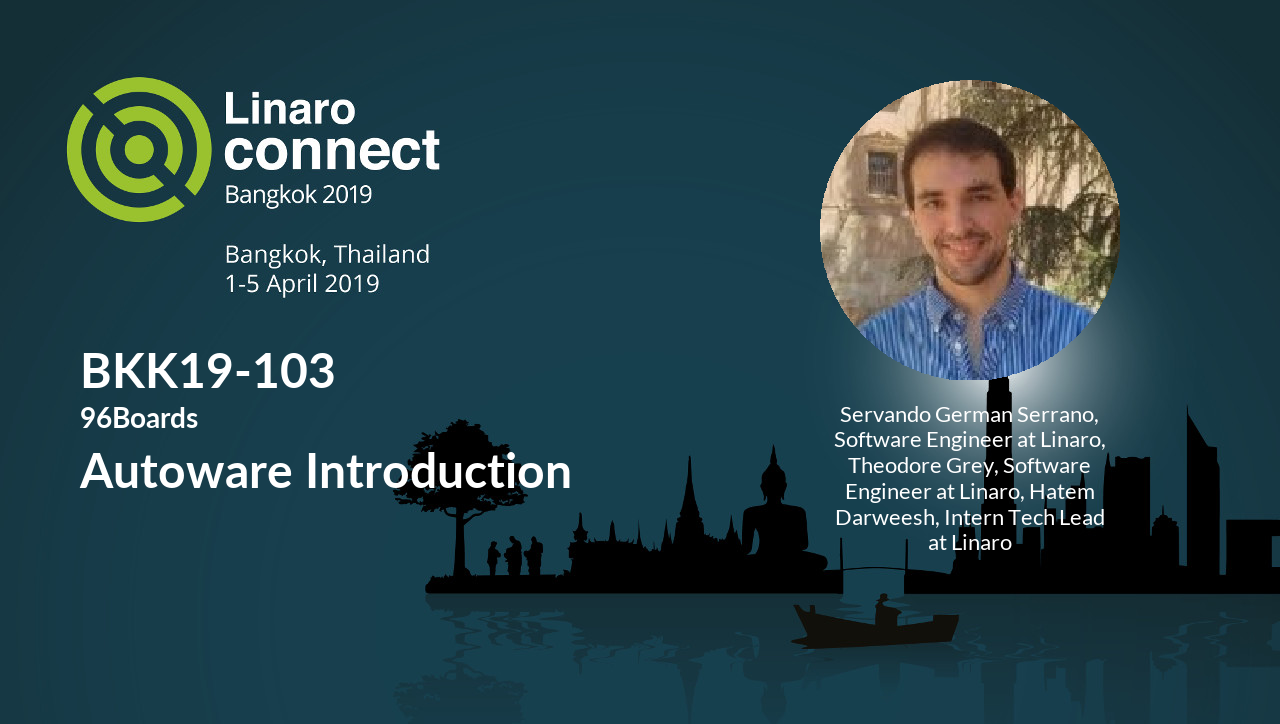 Linaro
connect
Bangkok 2019
Bangkok, Thailand
1-5 April 2019
BKK19-103
96Boards
Autoware Introduction
Servando German Serrano,
Software Engineer at Linaro,
Theodore Grey, Software
Engineer at Linaro, Hatem
Darweesh, Intern Tech Lead
at Linaro